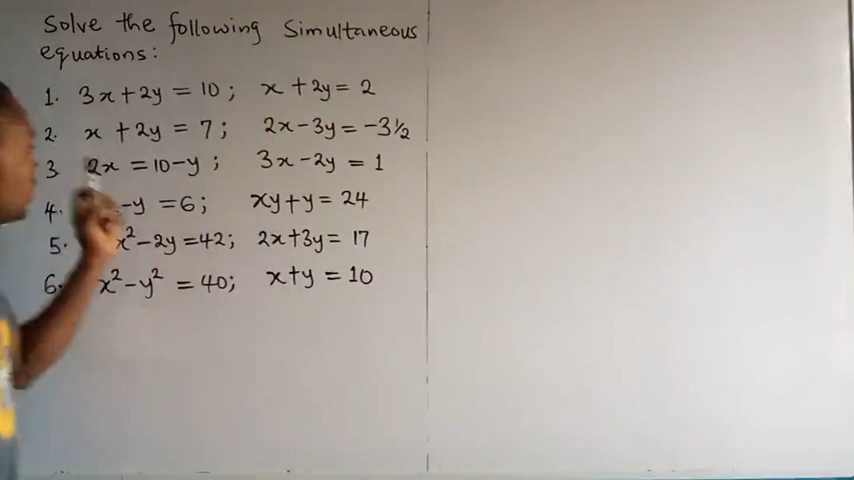 Solve the following Simultaneous
equations:
1. 3x+2y = 10 ; x +2y = 2
2. x +2y = 7 ; 2x-3y = -3 1/2
3 2x = 10-y ; 3x-2y = 1
4. -y = 6; xy+y = 24
5. x²-2y = 42; 2x+3y = 17
6. x²-y² = 40; x+y = 10